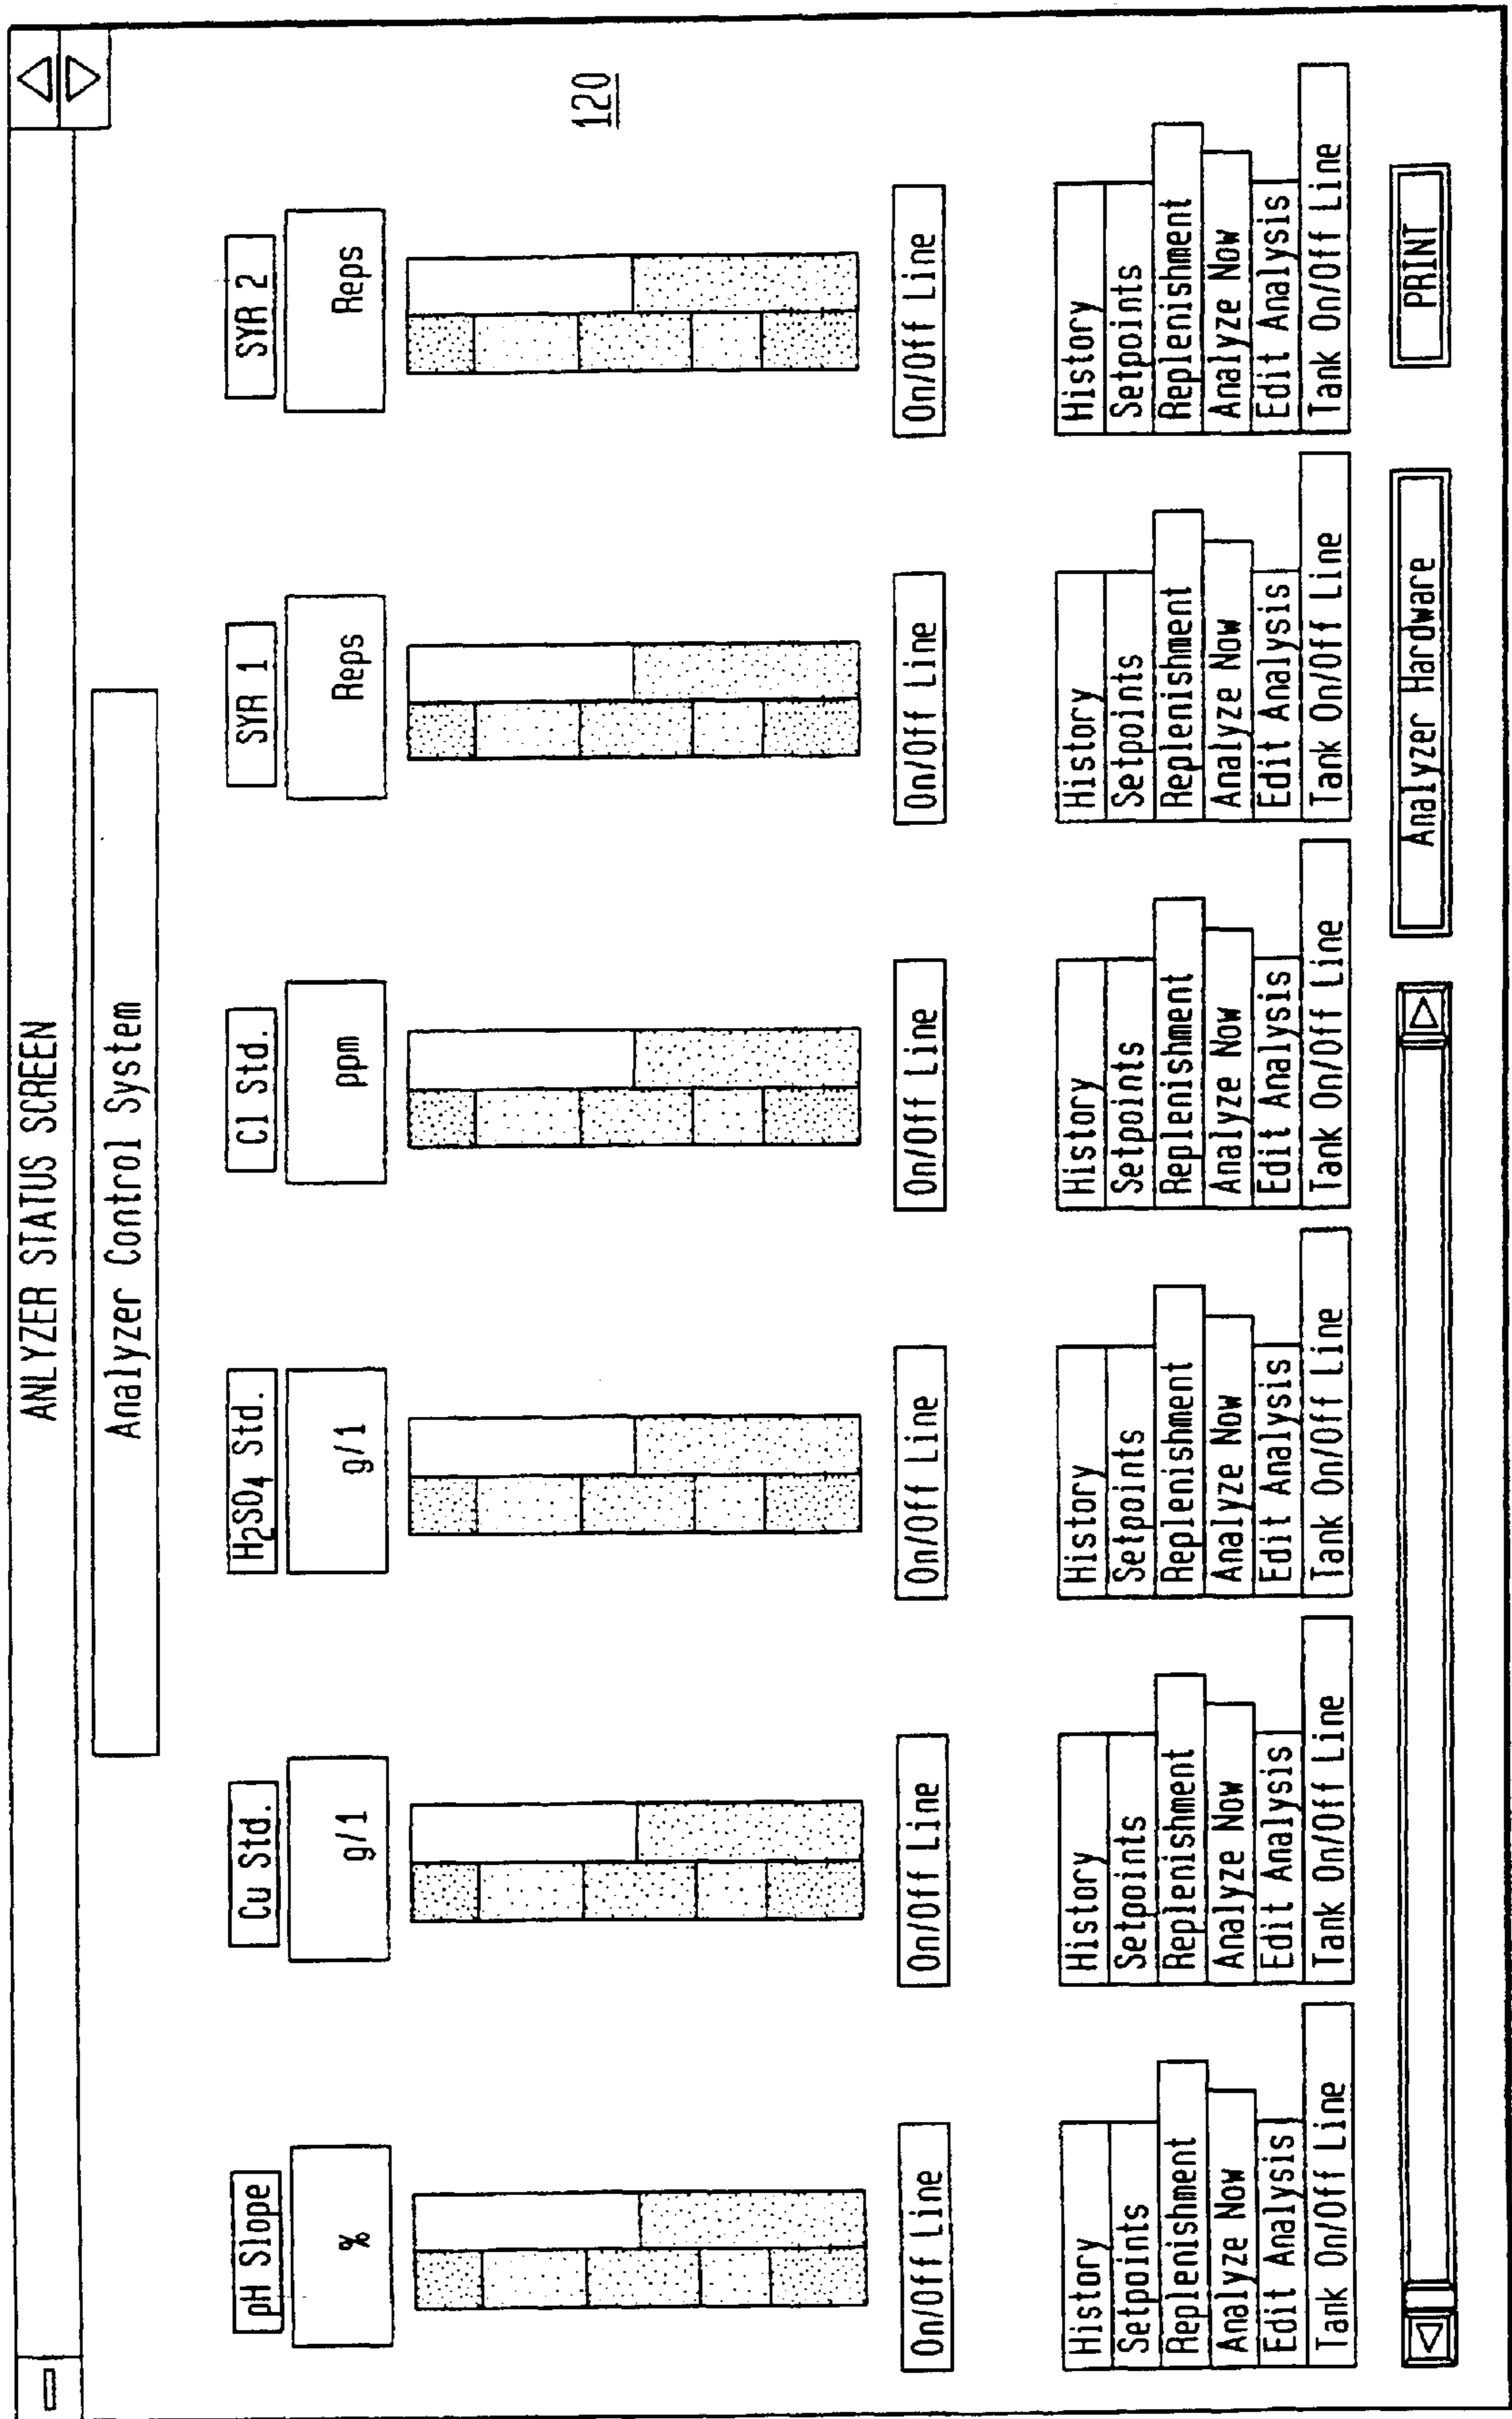 ANLYZER STATUS SCREEN
Analyzer Control System
pH Slope
Cu Std.
H₂SO₄ Std.
Cl Std.
SYR 1
SYR 2
%
g/l
g/l
ppm
Reps
Reps
120
On/Off Line
On/Off Line
On/Off Line
On/Off Line
On/Off Line
On/Off Line
History
Setpoints
Replenishment
Analyze Now
Edit Analysis
Tank On/Off Line
History
Setpoints
Replenishment
Analyze Now
Edit Analysis
Tank On/Off Line
History
Setpoints
Replenishment
Analyze Now
Edit Analysis
Tank On/Off Line
History
Setpoints
Replenishment
Analyze Now
Edit Analysis
Tank On/Off Line
History
Setpoints
Replenishment
Analyze Now
Edit Analysis
Tank On/Off Line
History
Setpoints
Replenishment
Analyze Now
Edit Analysis
Tank On/Off Line
Analyzer Hardware
PRINT